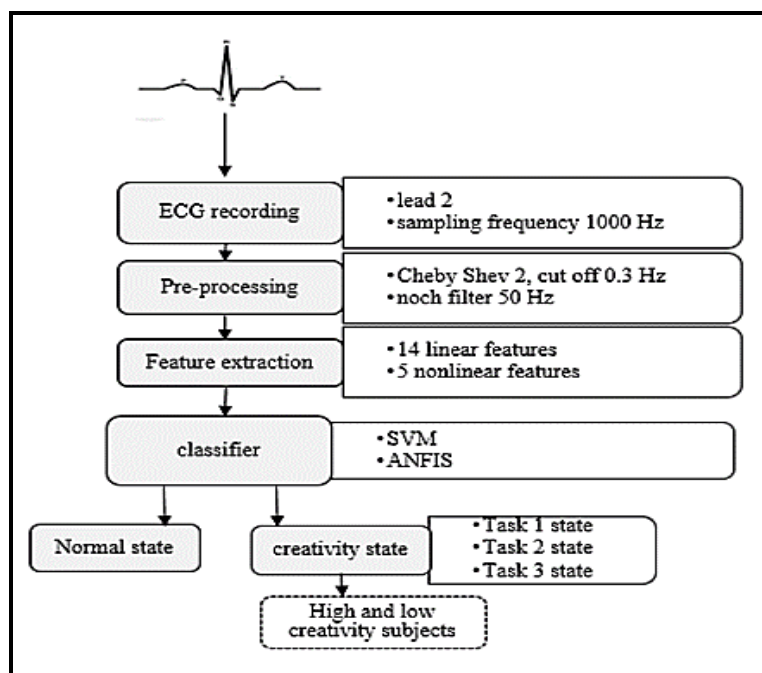 ECG recording
•lead 2
•sampling frequency 1000 Hz
Pre-processing
•Cheby Shev 2, cut off 0.3 Hz
•noch filter 50 Hz
Feature extraction
•14 linear features
•5 nonlinear features
classifier
•SVM
•ANFIS
Normal state
creativity state
•Task 1 state
•Task 2 state
•Task 3 state
High and low
creativity subjects